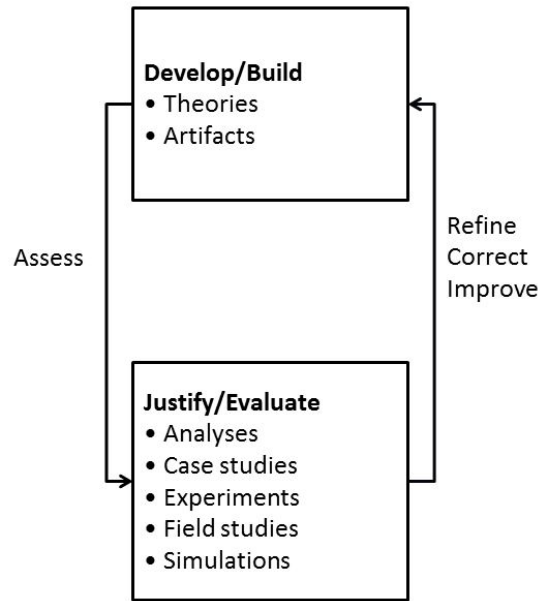 Develop/Build
• Theories
• Artifacts
Assess
Refine
Correct
Improve
Justify/Evaluate
• Analyses
• Case studies
• Experiments
• Field studies
• Simulations